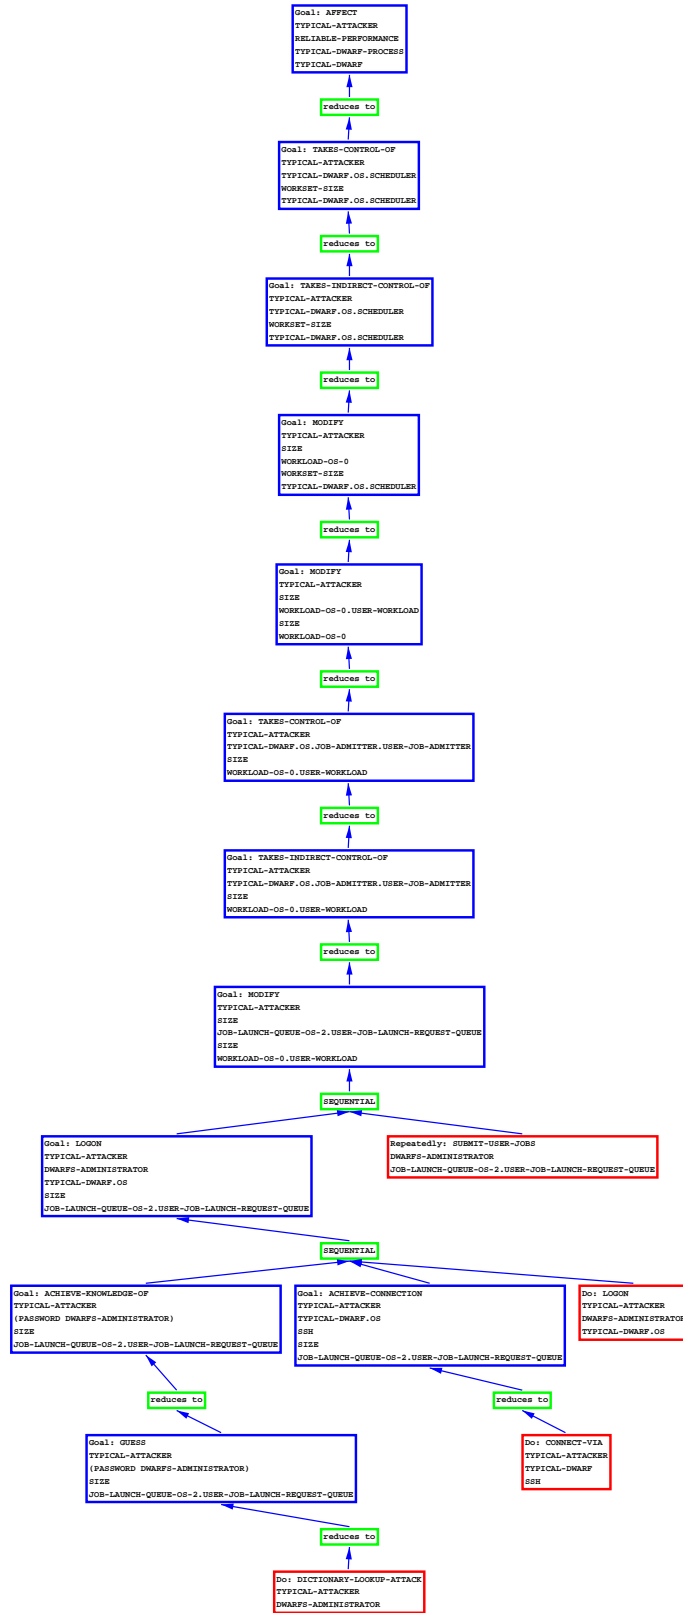 Goal: AFFECT
TYPICAL-ATTACKER
RELIABLE-PERFORMANCE
TYPICAL-DWARF-PROCESS
TYPICAL-DWARF
reduces to
Goal: TAKES-CONTROL-OF
TYPICAL-ATTACKER
TYPICAL-DWARF.OS.SCHEDULER
WORKSET-SIZE
TYPICAL-DWARF.OS.SCHEDULER
reduces to
Goal: TAKES-INDIRECT-CONTROL-OF
TYPICAL-ATTACKER
TYPICAL-DWARF.OS.SCHEDULER
WORKSET-SIZE
TYPICAL-DWARF.OS.SCHEDULER
reduces to
Goal: MODIFY
TYPICAL-ATTACKER
SIZE
WORKLOAD-OS-0
WORKSET-SIZE
TYPICAL-DWARF.OS.SCHEDULER
reduces to
Goal: MODIFY
TYPICAL-ATTACKER
SIZE
WORKLOAD-OS-0.USER-WORKLOAD
SIZE
WORKLOAD-OS-0
reduces to
Goal: TAKES-CONTROL-OF
TYPICAL-ATTACKER
TYPICAL-DWARF.OS.JOB-ADMITTER.USER-JOB-ADMITTER
SIZE
WORKLOAD-OS-0.USER-WORKLOAD
reduces to
Goal: TAKES-INDIRECT-CONTROL-OF
TYPICAL-ATTACKER
TYPICAL-DWARF.OS.JOB-ADMITTER.USER-JOB-ADMITTER
SIZE
WORKLOAD-OS-0.USER-WORKLOAD
reduces to
Goal: MODIFY
TYPICAL-ATTACKER
SIZE
JOB-LAUNCH-QUEUE-OS-2.USER-JOB-LAUNCH-REQUEST-QUEUE
SIZE
WORKLOAD-OS-0.USER-WORKLOAD
SEQUENTIAL
Goal: LOGON
TYPICAL-ATTACKER
DWARFS-ADMINISTRATOR
TYPICAL-DWARF.OS
SIZE
JOB-LAUNCH-QUEUE-OS-2.USER-JOB-LAUNCH-REQUEST-QUEUE
Repeatedly: SUBMIT-USER-JOBS
DWARFS-ADMINISTRATOR
JOB-LAUNCH-QUEUE-OS-2.USER-JOB-LAUNCH-REQUEST-QUEUE
SEQUENTIAL
Goal: ACHIEVE-KNOWLEDGE-OF
TYPICAL-ATTACKER
(PASSWORD DWARFS-ADMINISTRATOR)
SIZE
JOB-LAUNCH-QUEUE-OS-2.USER-JOB-LAUNCH-REQUEST-QUEUE
Goal: ACHIEVE-CONNECTION
TYPICAL-ATTACKER
TYPICAL-DWARF.OS
SSH
SIZE
JOB-LAUNCH-QUEUE-OS-2.USER-JOB-LAUNCH-REQUEST-QUEUE
Do: LOGON
TYPICAL-ATTACKER
DWARFS-ADMINISTRATOR
TYPICAL-DWARF.OS
reduces to
reduces to
Goal: GUESS
TYPICAL-ATTACKER
(PASSWORD DWARFS-ADMINISTRATOR)
SIZE
JOB-LAUNCH-QUEUE-OS-2.USER-JOB-LAUNCH-REQUEST-QUEUE
Do: CONNECT-VIA
TYPICAL-ATTACKER
TYPICAL-DWARF
SSH
reduces to
Do: DICTIONARY-LOOKUP-ATTACK
TYPICAL-ATTACKER
DWARFS-ADMINISTRATOR